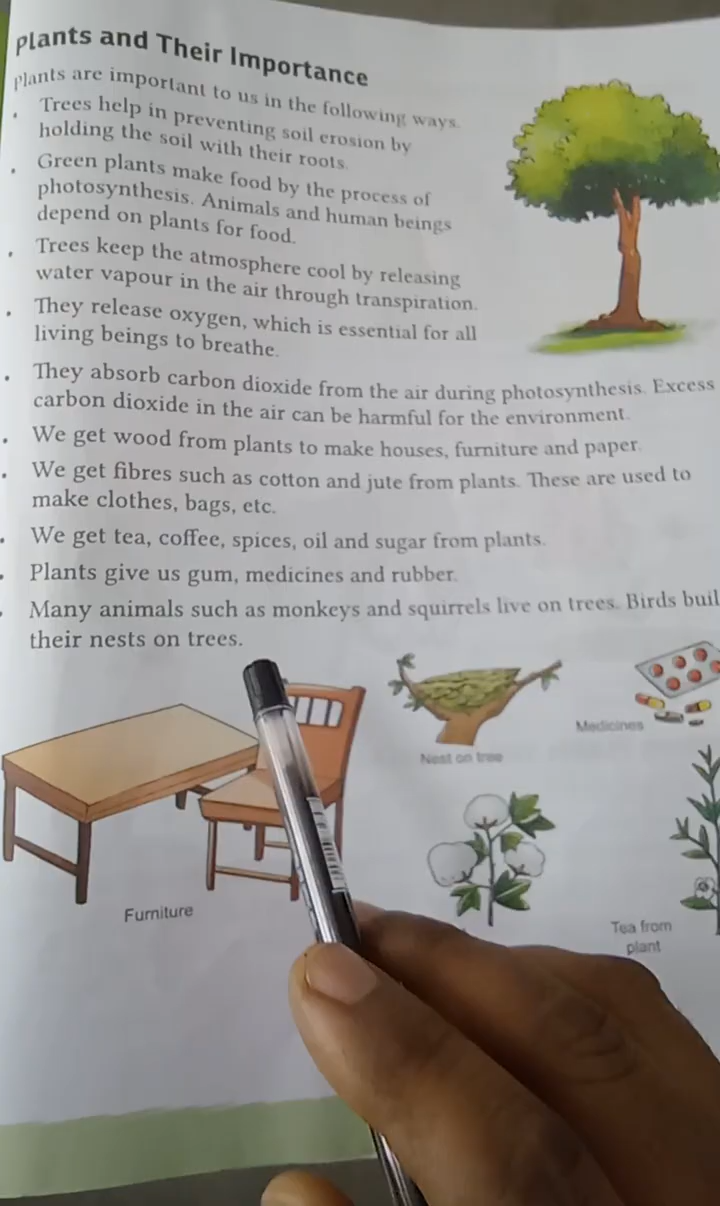 Plants and Their Importance
Plants are important to us in the following ways.
• Trees help in preventing soil erosion by
holding the soil with their roots.
• Green plants make food by the process of
photosynthesis. Animals and human beings
depend on plants for food.
• Trees keep the atmosphere cool by releasing
water vapour in the air through transpiration.
• They release oxygen, which is essential for all
living beings to breathe.
• They absorb carbon dioxide from the air during photosynthesis. Excess
carbon dioxide in the air can be harmful for the environment.
• We get wood from plants to make houses, furniture and paper.
• We get fibres such as cotton and jute from plants. These are used to
make clothes, bags, etc.
• We get tea, coffee, spices, oil and sugar from plants.
• Plants give us gum, medicines and rubber.
• Many animals such as monkeys and squirrels live on trees. Birds buil
their nests on trees.
Medicines
Nest on tree
Furniture
Tea from
plant